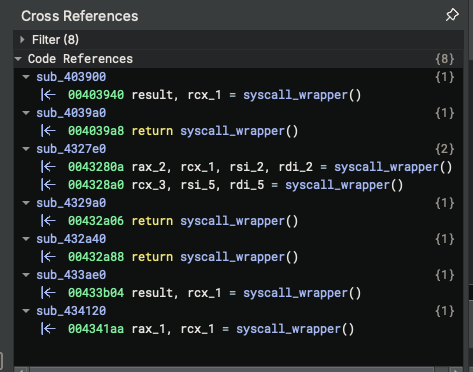 Cross References
Filter (8)
Code References {8}
sub_403900 {1}
00403940 result, rcx_1 = syscall_wrapper()
sub_4039a0 {1}
004039a8 return syscall_wrapper()
sub_4327e0 {2}
0043280a rax_2, rcx_1, rsi_2, rdi_2 = syscall_wrapper()
004328a0 rcx_3, rsi_5, rdi_5 = syscall_wrapper()
sub_4329a0 {1}
00432a06 return syscall_wrapper()
sub_432a40 {1}
00432a88 return syscall_wrapper()
sub_433ae0 {1}
00433b04 result, rcx_1 = syscall_wrapper()
sub_434120 {1}
004341aa rax_1, rcx_1 = syscall_wrapper()